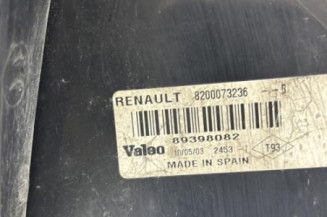 RENAULT 8200073236 --B
89398082
Valeo 10/05/03 2453 T93
MADE IN SPAIN